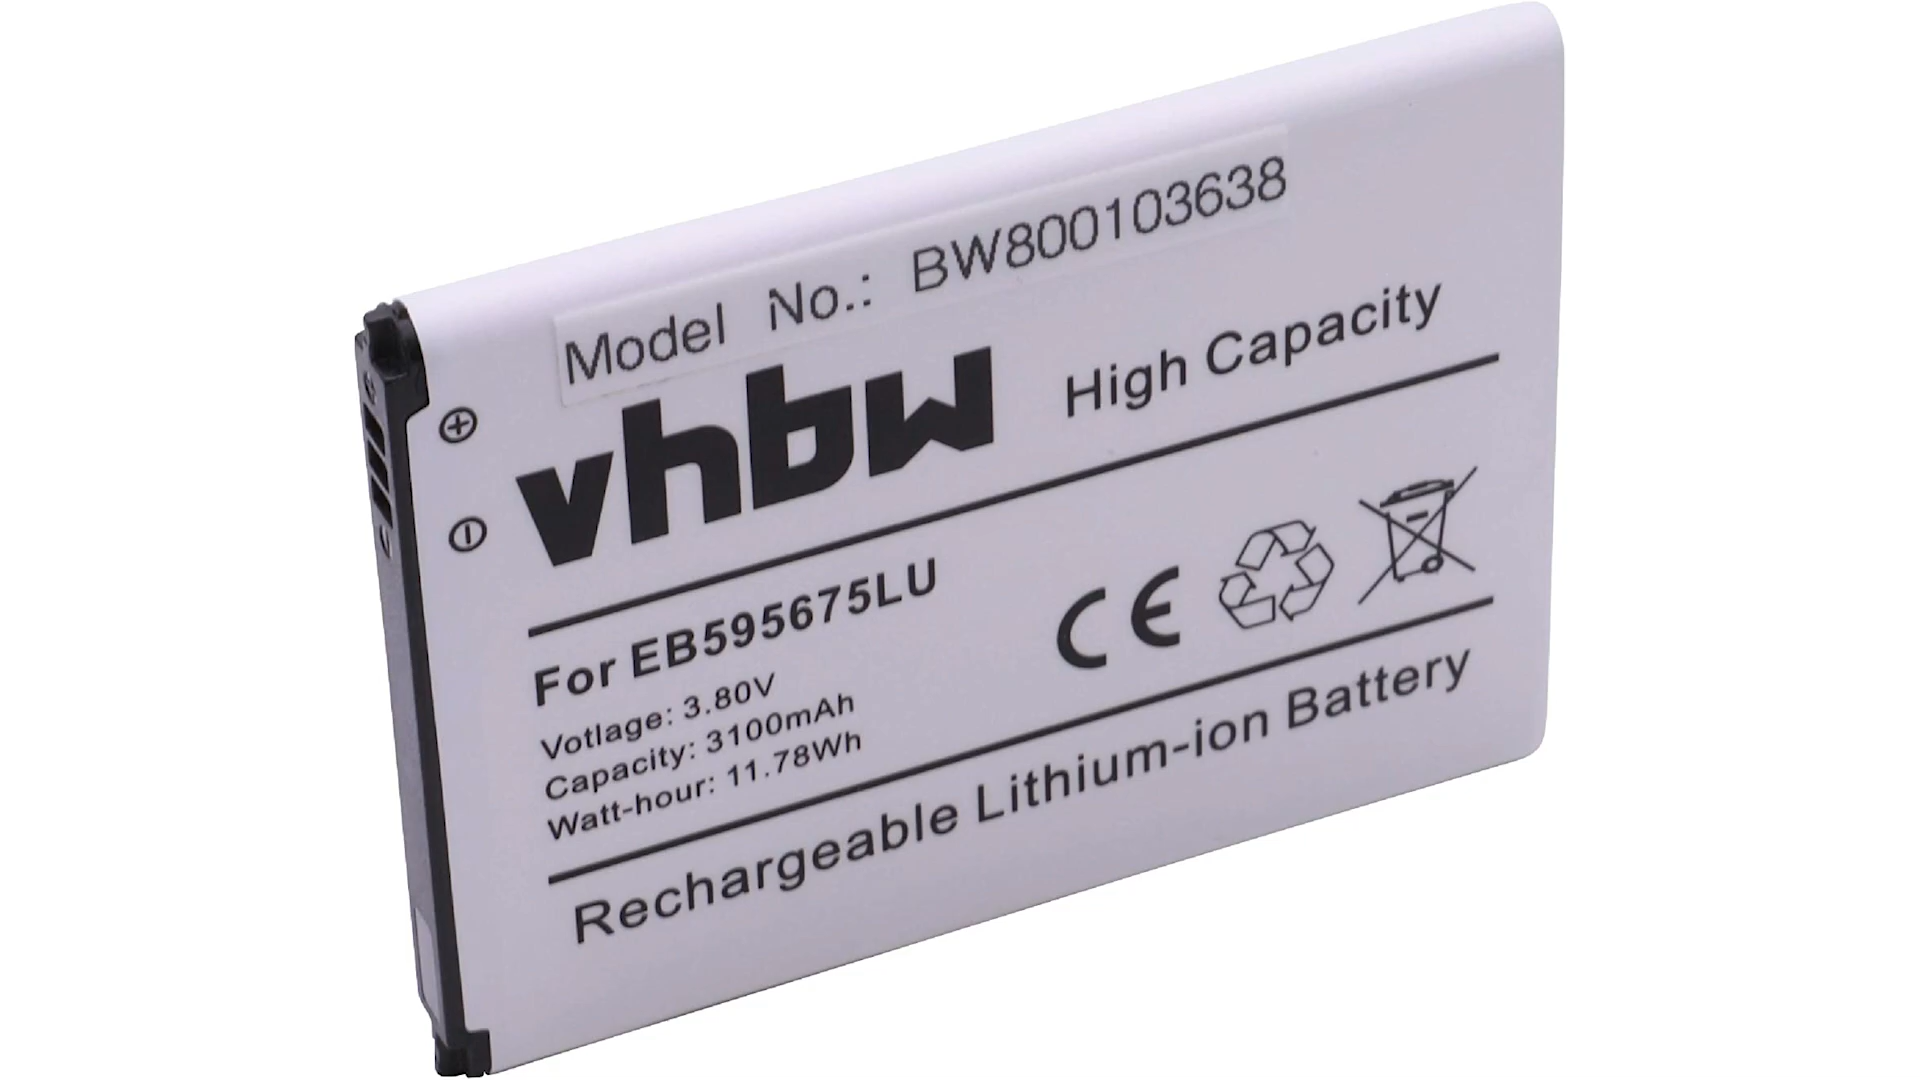 Model No.: BW800103638
vhbw High Capacity
For EB595675LU
Votlage: 3.80V
Capacity: 3100mAh
Watt-hour: 11.78Wh
CE
Rechargeable Lithium-ion Battery